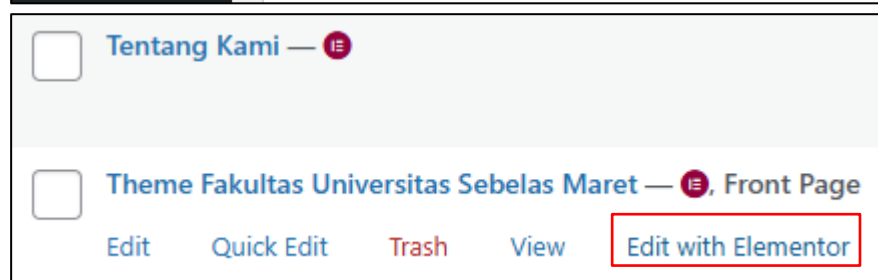 Tentang Kami —
Theme Fakultas Universitas Sebelas Maret — , Front Page
Edit Quick Edit Trash View Edit with Elementor